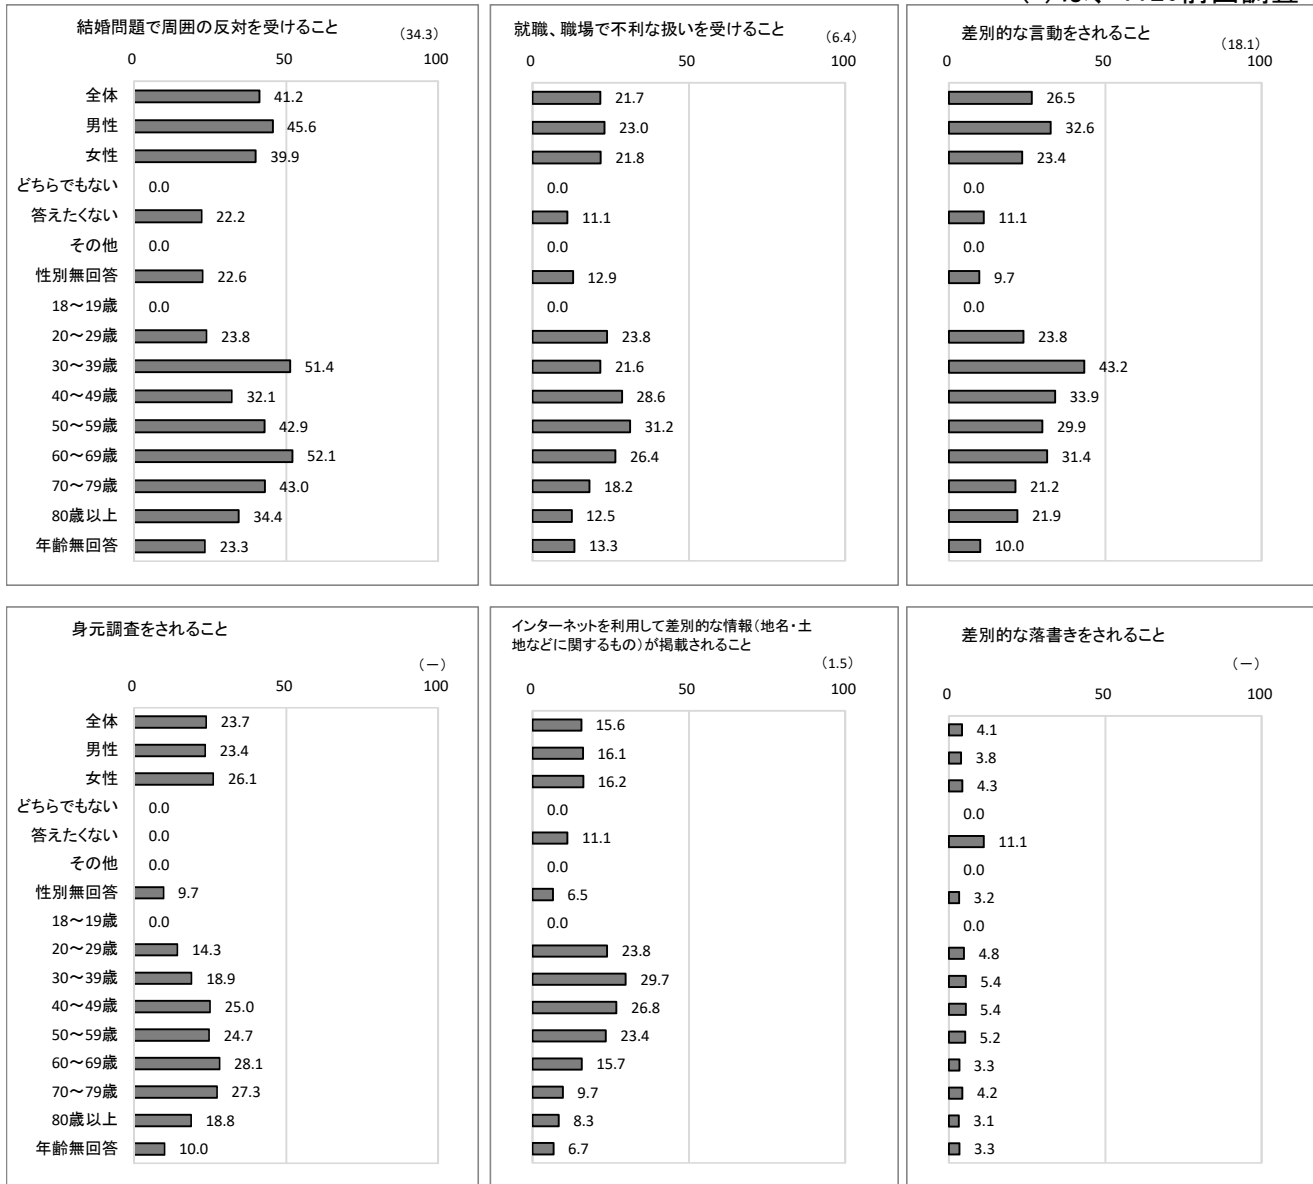 結婚問題で周囲の反対を受けること
（34.3）
0 50 100
全体 41.2
男性 45.6
女性 39.9
どちらでもない 0.0
答えたくない 22.2
その他 0.0
性別無回答 22.6
18～19歳 0.0
20～29歳 23.8
30～39歳 51.4
40～49歳 32.1
50～59歳 42.9
60～69歳 52.1
70～79歳 43.0
80歳以上 34.4
年齢無回答 23.3
就職、職場で不利な扱いを受けること
（6.4）
0 50 100
21.7
23.0
21.8
0.0
11.1
0.0
12.9
0.0
23.8
21.6
28.6
31.2
26.4
18.2
12.5
13.3
差別的な言動をされること
（18.1）
0 50 100
26.5
32.6
23.4
0.0
11.1
0.0
9.7
0.0
23.8
43.2
33.9
29.9
31.4
21.2
21.9
10.0
身元調査をされること
（－）
0 50 100
全体 23.7
男性 23.4
女性 26.1
どちらでもない 0.0
答えたくない 0.0
その他 0.0
性別無回答 9.7
18～19歳 0.0
20～29歳 14.3
30～39歳 18.9
40～49歳 25.0
50～59歳 24.7
60～69歳 28.1
70～79歳 27.3
80歳以上 18.8
年齢無回答 10.0
インターネットを利用して差別的な情報（地名・土
地などに関するもの）が掲載されること
（1.5）
0 50 100
15.6
16.1
16.2
0.0
11.1
0.0
6.5
0.0
23.8
29.7
26.8
23.4
15.7
9.7
8.3
6.7
差別的な落書きをされること
（－）
0 50 100
4.1
3.8
4.3
0.0
11.1
0.0
3.2
0.0
4.8
5.4
5.4
5.2
3.3
4.2
3.1
3.3